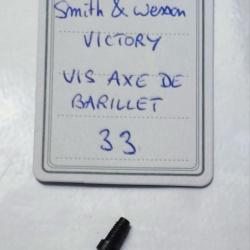 Smith & Wesson
VICTORY
VIS AXE DE
BARILLET
33